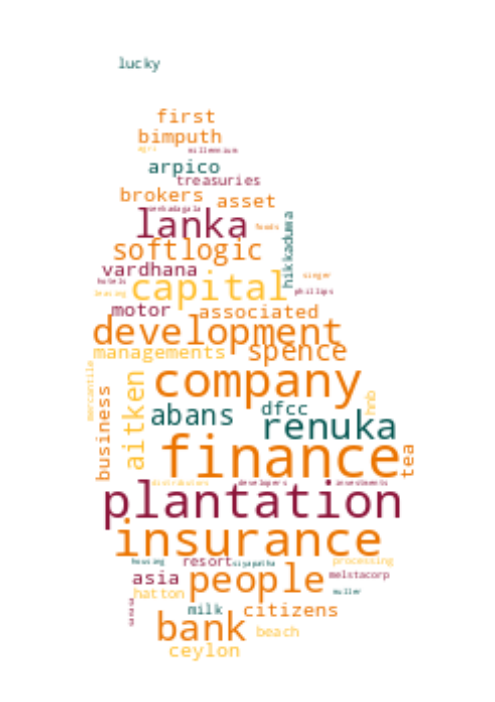 lucky
first
bimputh
agro millennium
arpico
treasuries
brokers asset
lanka foods
softlogic hikkaduwa
vardhana
hotels capital singer
leasing phillips
motor associated
development
managements spence
mercantile
company
aitken hnb
business abans dfcc
renuka
finance tea
distributors developers investments
plantation
insurance
housing resort siyapatha processing
asia people melstacorp
hatton muller
milk citizens
bank beach
ceylon